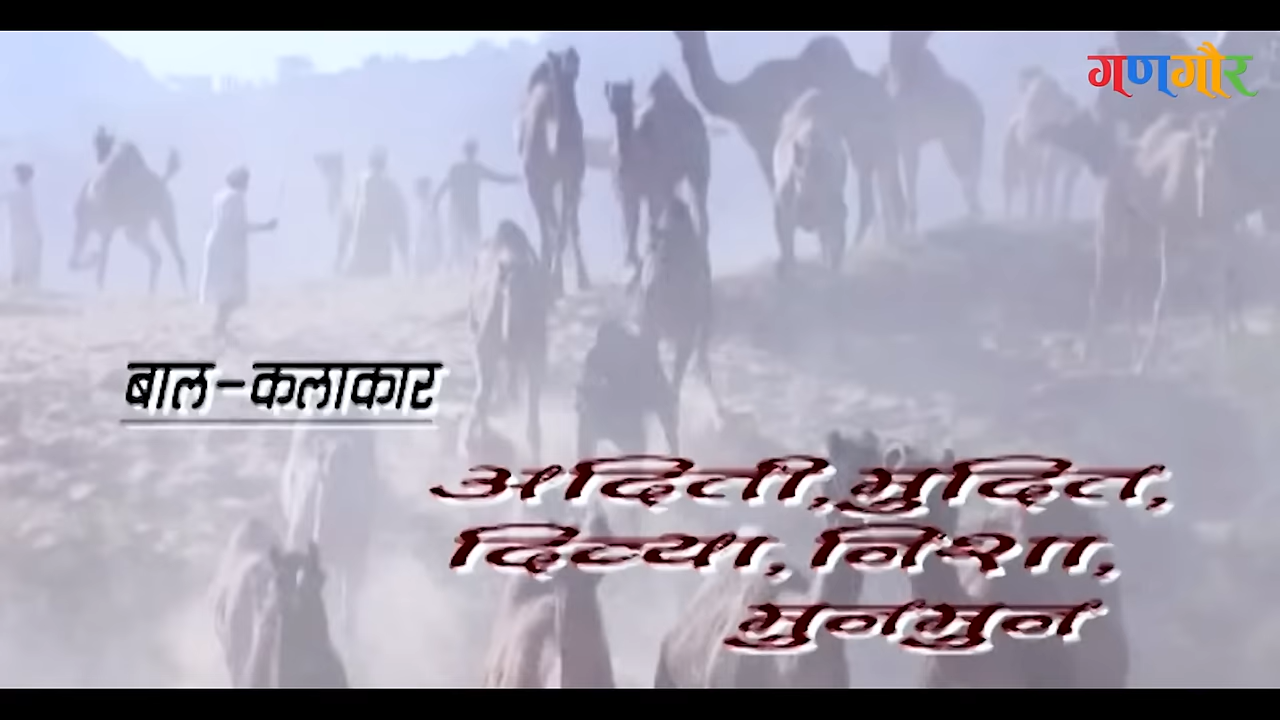 गणगौर
बाल-कलाकार
अदिती, मुदित,
दिव्या, निशा,
मुनमुन